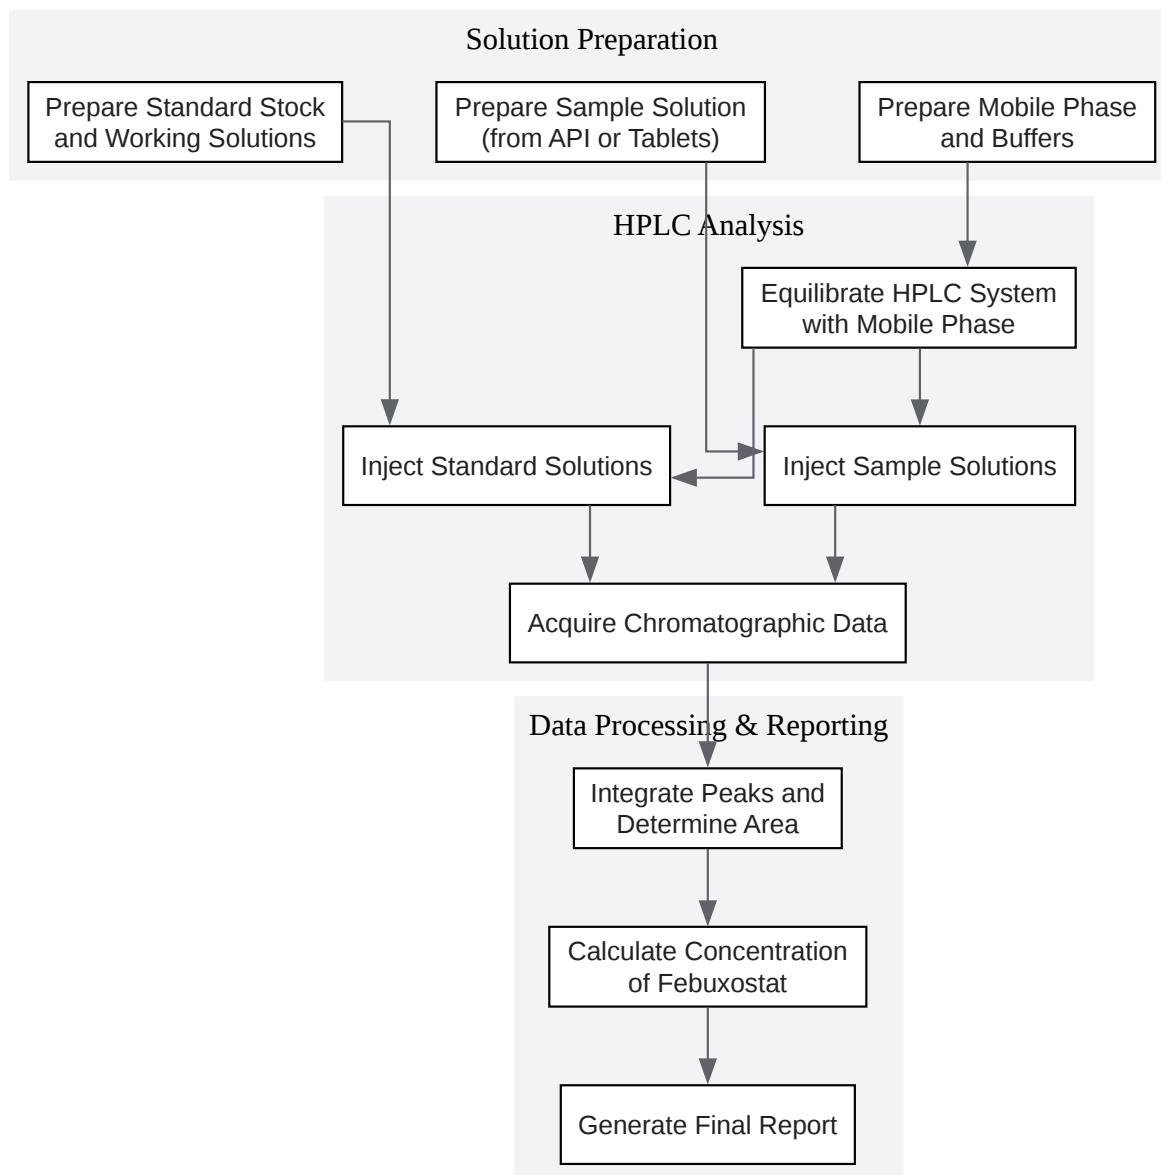 Solution Preparation
Prepare Standard Stock
and Working Solutions
Prepare Sample Solution
(from API or Tablets)
Prepare Mobile Phase
and Buffers
HPLC Analysis
Equilibrate HPLC System
with Mobile Phase
Inject Standard Solutions
Inject Sample Solutions
Acquire Chromatographic Data
Data Processing & Reporting
Integrate Peaks and
Determine Area
Calculate Concentration
of Febuxostat
Generate Final Report